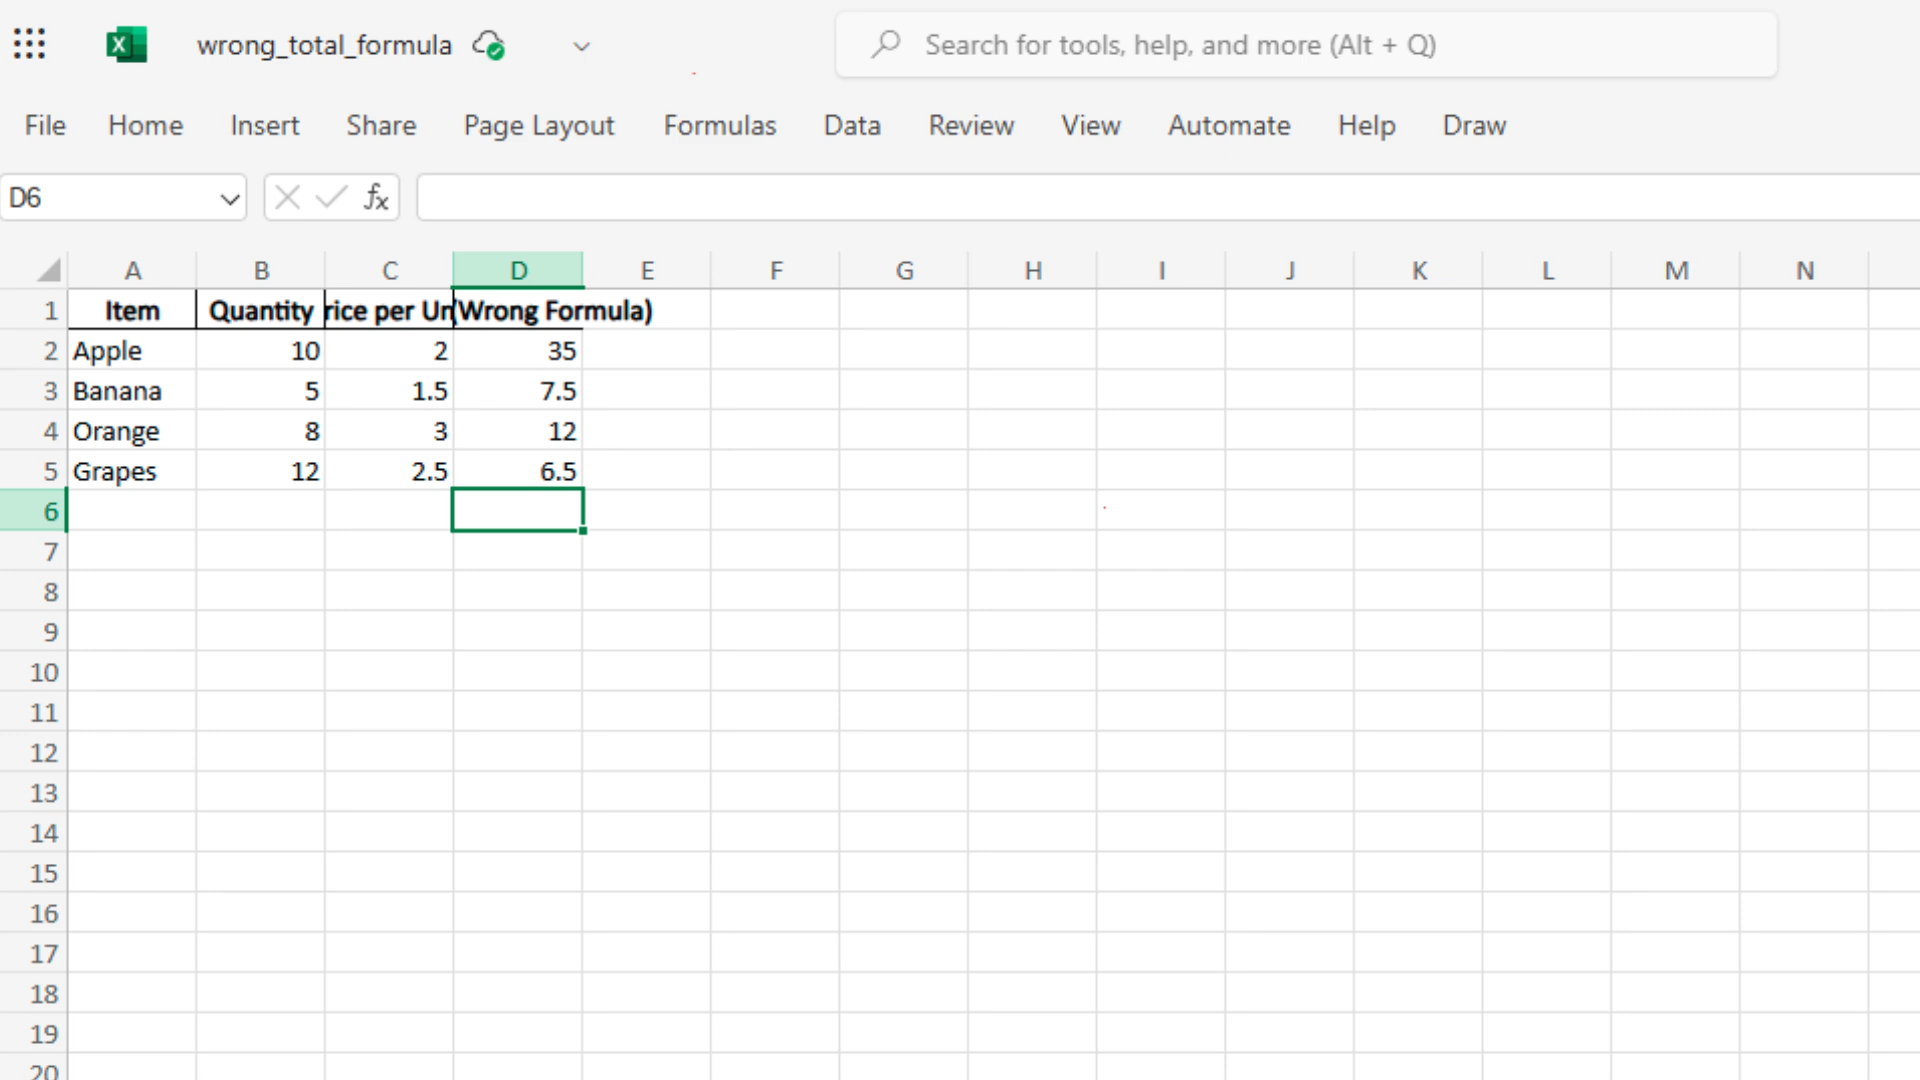 wrong_total_formula
Search for tools, help, and more (Alt + Q)
File Home Insert Share Page Layout Formulas Data Review View Automate Help Draw
D6 fx
A B C D E F G H I J K L M N
1 Item Quantity rice per Un (Wrong Formula)
2 Apple 10 2 35
3 Banana 5 1.5 7.5
4 Orange 8 3 12
5 Grapes 12 2.5 6.5
6
7
8
9
10
11
12
13
14
15
16
17
18
19
20